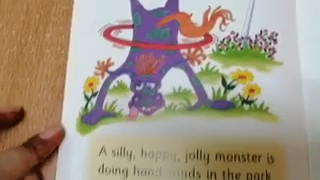 A silly, happy, jolly monster is
doing hand stands in the park